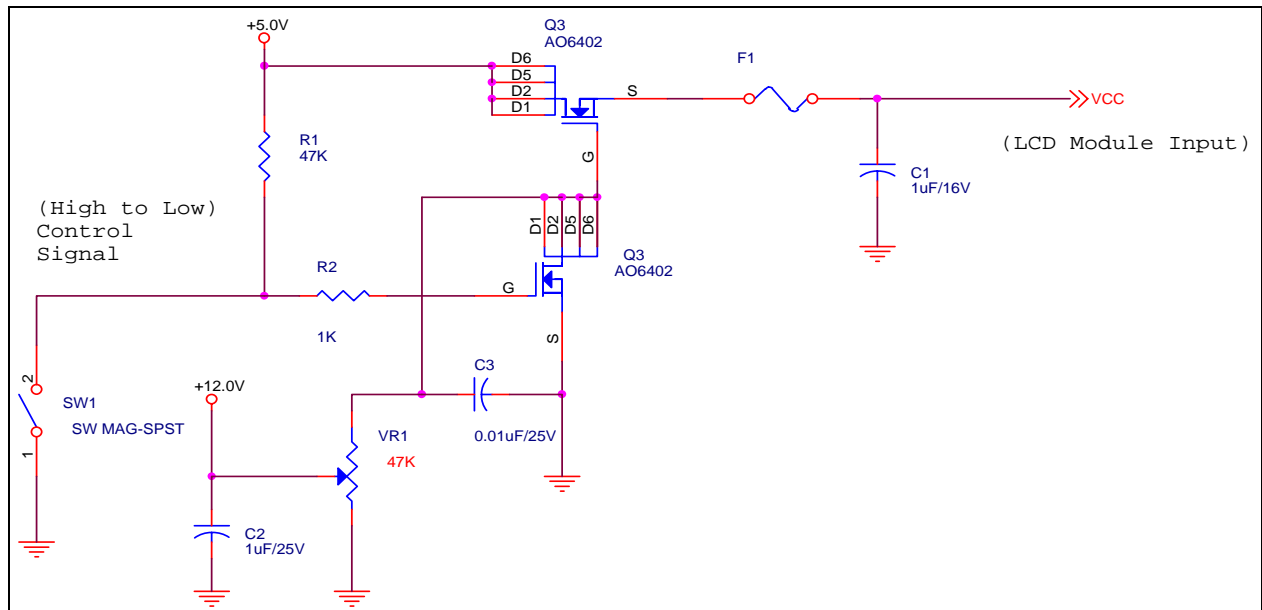 +5.0V
Q3
AO6402
D6
D5
D2
D1
S
G
F1
VCC
(LCD Module Input)
R1
47K
C1
1uF/16V
(High to Low)
Control
Signal
D1
D2
D5
D6
Q3
AO6402
R2
1K
G
S
C3
0.01uF/25V
2
SW1
SW MAG-SPST
1
+12.0V
VR1
47K
C2
1uF/25V